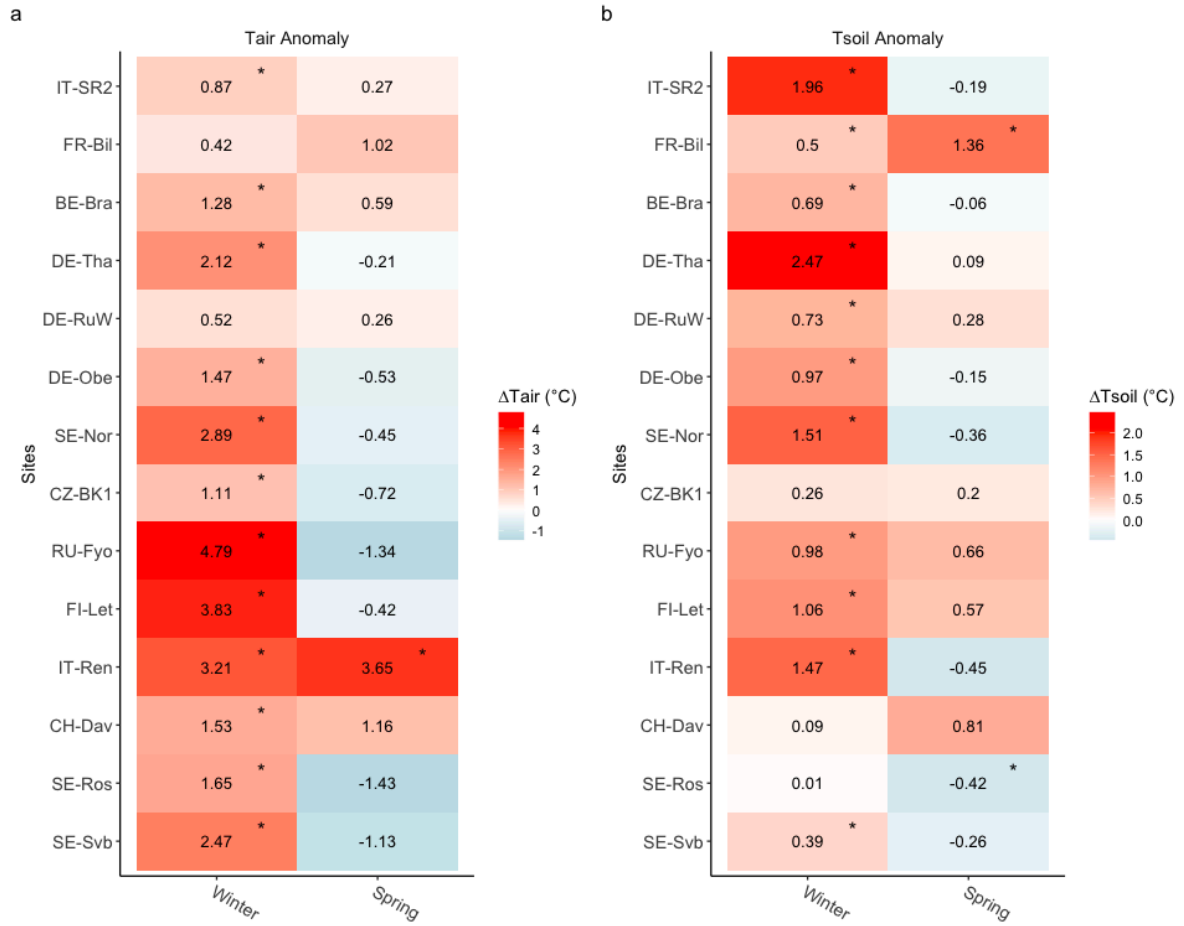 a
Tair Anomaly
IT-SR2 0.87 * 0.27
FR-Bil 0.42 1.02
BE-Bra 1.28 * 0.59
DE-Tha 2.12 * -0.21
DE-RuW 0.52 0.26
DE-Obe 1.47 * -0.53
SE-Nor 2.89 * -0.45
CZ-BK1 1.11 * -0.72
RU-Fyo 4.79 * -1.34
FI-Let 3.83 * -0.42
IT-Ren 3.21 * 3.65 *
CH-Dav 1.53 * 1.16
SE-Ros 1.65 * -1.43
SE-Svb 2.47 * -1.13
Sites
Winter Spring
ΔTair (°C)
4
3
2
1
0
-1
b
Tsoil Anomaly
IT-SR2 1.96 * -0.19
FR-Bil 0.5 * 1.36 *
BE-Bra 0.69 * -0.06
DE-Tha 2.47 * 0.09
DE-RuW 0.73 * 0.28
DE-Obe 0.97 * -0.15
SE-Nor 1.51 * -0.36
CZ-BK1 0.26 0.2
RU-Fyo 0.98 * 0.66
FI-Let 1.06 * 0.57
IT-Ren 1.47 * -0.45
CH-Dav 0.09 0.81
SE-Ros 0.01 -0.42 *
SE-Svb 0.39 * -0.26
Sites
Winter Spring
ΔTsoil (°C)
2.0
1.5
1.0
0.5
0.0